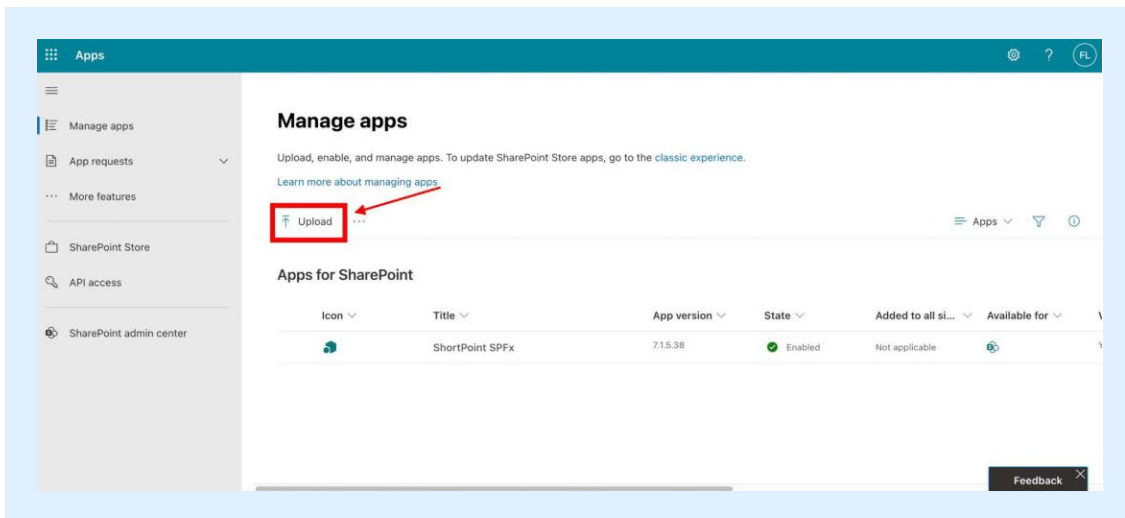 Apps
?
FL
Manage apps
App requests
More features
SharePoint Store
API access
SharePoint admin center
Manage apps
Upload, enable, and manage apps. To update SharePoint Store apps, go to the classic experience.
Learn more about managing apps
Upload ...
Apps
Apps for SharePoint
Icon Title App version State Added to all si... Available for
ShortPoint SPFx 7.1.5.38 Enabled Not applicable
Feedback